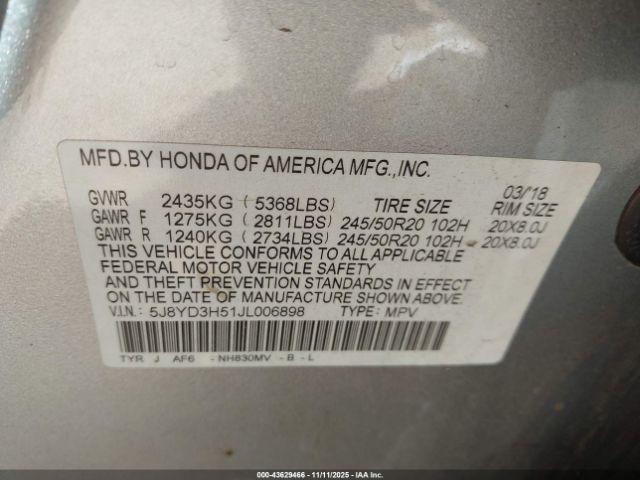 MFD.BY HONDA OF AMERICA MFG.,INC.
03/'18
GVWR 2435KG ( 5368LBS) TIRE SIZE RIM SIZE
GAWR F 1275KG ( 2811LBS) 245/50R20 102H 20X8.0J
GAWR R 1240KG ( 2734LBS) 245/50R20 102H 20X8.0J
THIS VEHICLE CONFORMS TO ALL APPLICABLE
FEDERAL MOTOR VEHICLE SAFETY
AND THEFT PREVENTION STANDARDS IN EFFECT
ON THE DATE OF MANUFACTURE SHOWN ABOVE.
V.I.N.: 5J8YD3H51JL006898 TYPE: MPV
TYR J AF6 -NH830MV -B -L
000-43629466 - 11/11/2025 - IAAI.COM